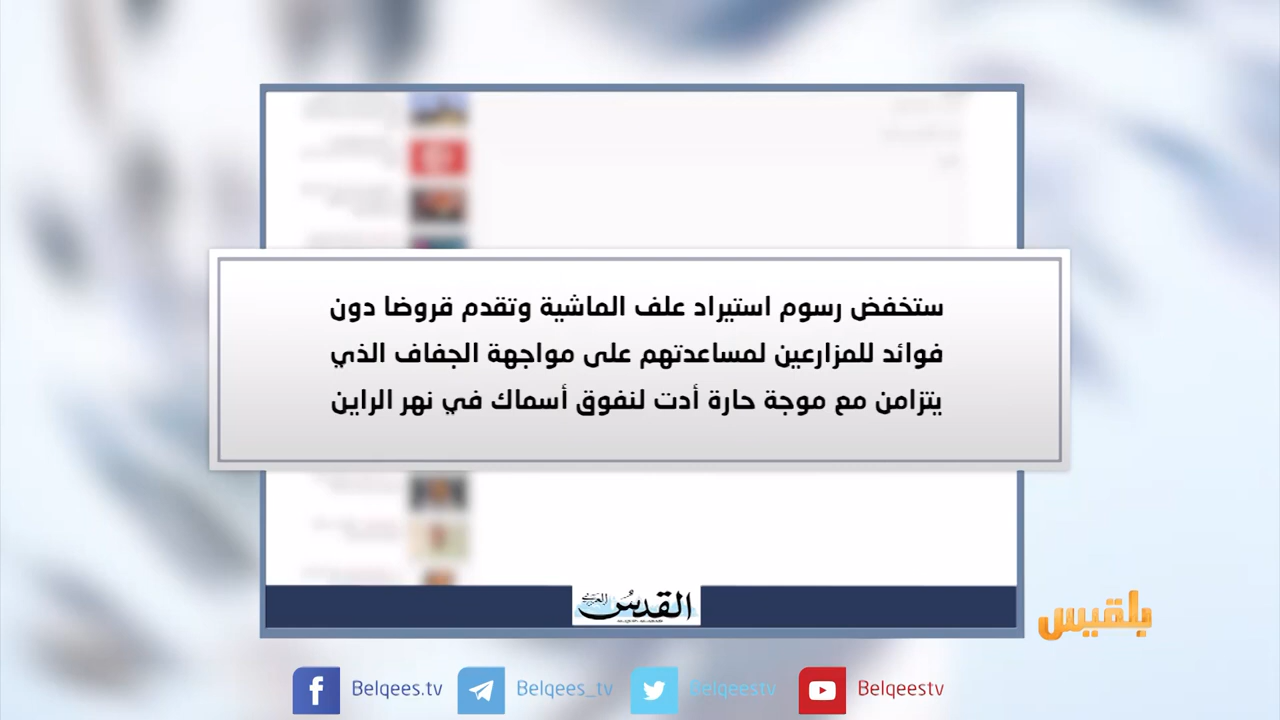 ستخفض رسوم استيراد علف الماشية وتقدم قروضا دون
فوائد للمزارعين لمساعدتهم على مواجهة الجفاف الذي
يتزامن مع موجة حارة أدت لنفوق أسماك في نهر الراين
القدس العربي
بلقيس
Belqees.tv
Belqees_tv
Belqeestv
Belqeestv